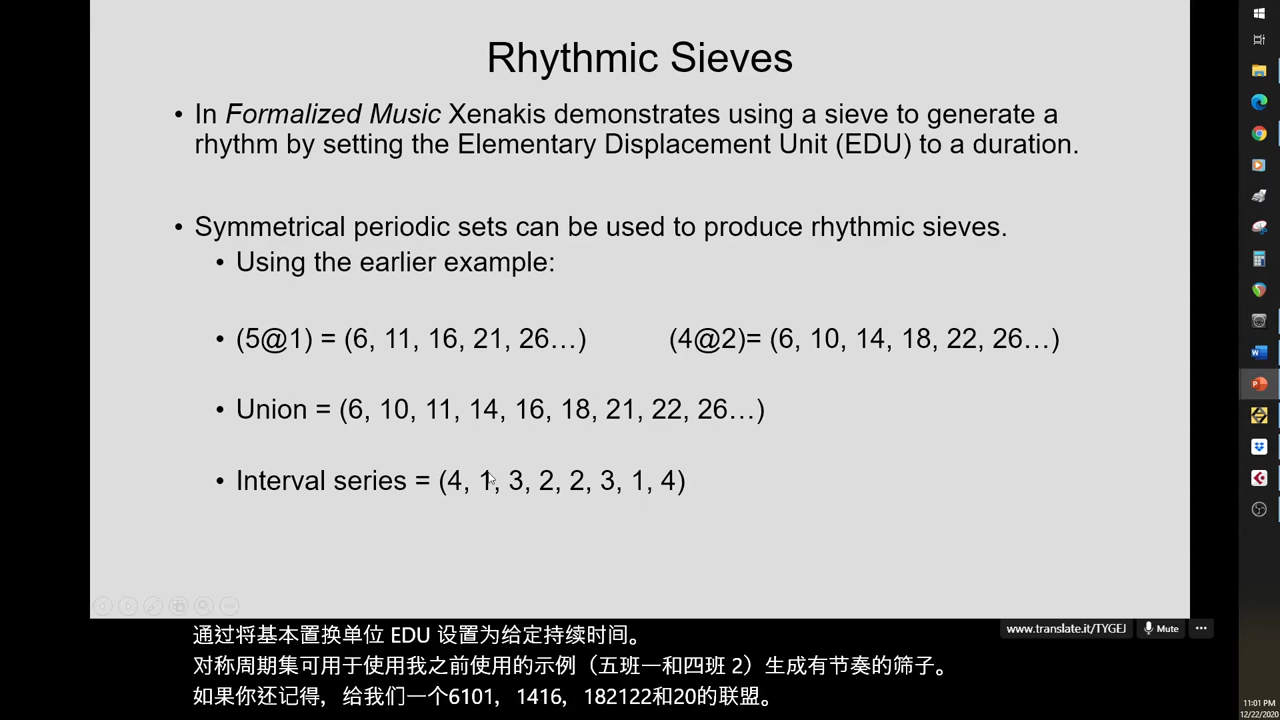 Rhythmic Sieves
• In Formalized Music Xenakis demonstrates using a sieve to generate a
rhythm by setting the Elementary Displacement Unit (EDU) to a duration.
• Symmetrical periodic sets can be used to produce rhythmic sieves.
• Using the earlier example:
• (5@1) = (6, 11, 16, 21, 26…) (4@2)= (6, 10, 14, 18, 22, 26…)
• Union = (6, 10, 11, 14, 16, 18, 21, 22, 26…)
• Interval series = (4, 1, 3, 2, 2, 3, 1, 4)
通过将基本置换单位 EDU 设置为给定持续时间。
www.translate.it/TYGEJ Mute
对称周期集可用于使用我之前使用的示例（五班一和四班 2）生成有节奏的筛子。
如果你还记得，给我们一个6101，1416，182122和20的联盟。
11:01 PM
12/22/2020